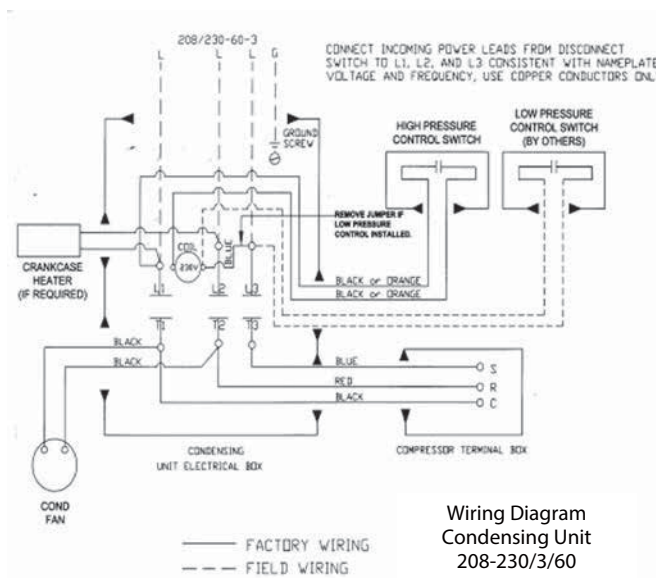 208/230-60-3
L L L G
CONNECT INCOMING POWER LEADS FROM DISCONNECT
SWITCH TO L1, L2, AND L3 CONSISTENT WITH NAMEPLATE
VOLTAGE AND FREQUENCY, USE COPPER CONDUCTORS ONL
GROUND
SCREW
HIGH PRESSURE
CONTROL SWITCH
LOW PRESSURE
CONTROL SWITCH
(BY OTHERS)
REMOVE JUMPER IF
LOW PRESSURE
CONTROL INSTALLED.
CRANKCASE
HEATER
(IF REQUIRED)
COIL
230V
BLUE
BLACK or ORANGE
BLACK or ORANGE
L1 L2 L3
T1 T2 T3
BLACK
BLACK
BLUE
RED
BLACK
S
R
C
COND
FAN
CONDENSING
UNIT ELECTRICAL BOX
COMPRESSOR TERMINAL BOX
FACTORY WIRING
FIELD WIRING
Wiring Diagram
Condensing Unit
208-230/3/60